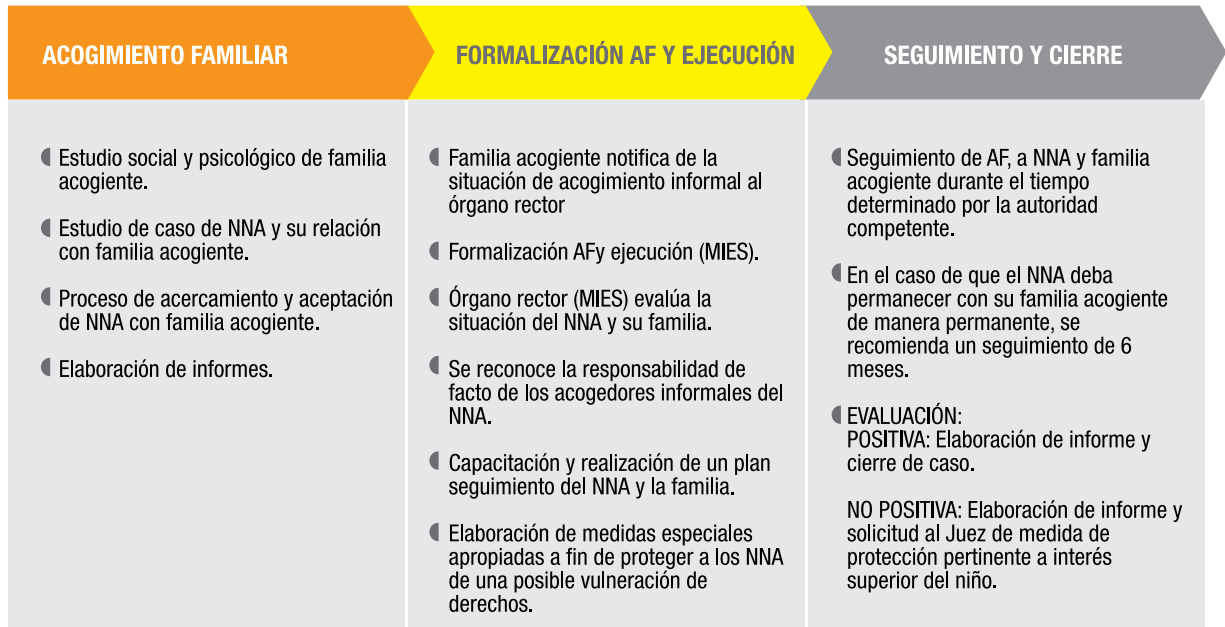 ACOGIMIENTO FAMILIAR
Estudio social y psicológico de familia
acogiente.
Estudio de caso de NNA y su relación
con familia acogiente.
Proceso de acercamiento y aceptación
de NNA con familia acogiente.
Elaboración de informes.
FORMALIZACIÓN AF Y EJECUCIÓN
Familia acogiente notifica de la
situación de acogimiento informal al
órgano rector
Formalización AFy ejecución (MIES).
Órgano rector (MIES) evalúa la
situación del NNA y su familia.
Se reconoce la responsabilidad de
facto de los acogedores informales del
NNA.
Capacitación y realización de un plan
seguimiento del NNA y la familia.
Elaboración de medidas especiales
apropiadas a fin de proteger a los NNA
de una posible vulneración de
derechos.
SEGUIMIENTO Y CIERRE
Seguimiento de AF, a NNA y familia
acogiente durante el tiempo
determinado por la autoridad
competente.
En el caso de que el NNA deba
permanecer con su familia acogiente
de manera permanente, se
recomienda un seguimiento de 6
meses.
EVALUACIÓN:
POSITIVA: Elaboración de informe y
cierre de caso.
NO POSITIVA: Elaboración de informe y
solicitud al Juez de medida de
protección pertinente a interés
superior del niño.